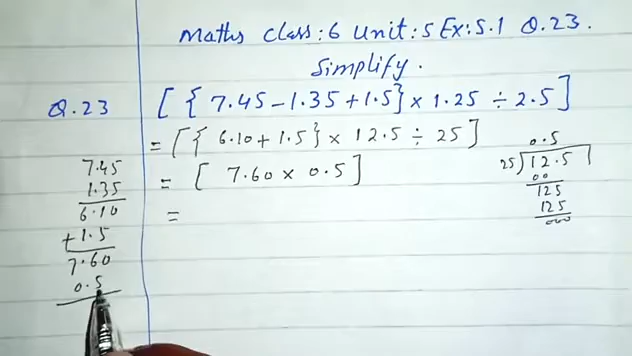 Maths Class:6 Unit:5 Ex:5.1 Q.23.
Simplify.
Q.23 [ { 7.45 – 1.35 + 1.5 } × 1.25 ÷ 2.5 ]
= [ { 6.10 + 1.5 } × 12.5 ÷ 25 ]
= [ 7.60 × 0.5 ]
=
7.45
1.35
6.10
+ 1.5
7.60
0.5
0.5
25 ) 12.5
00
125
125
000